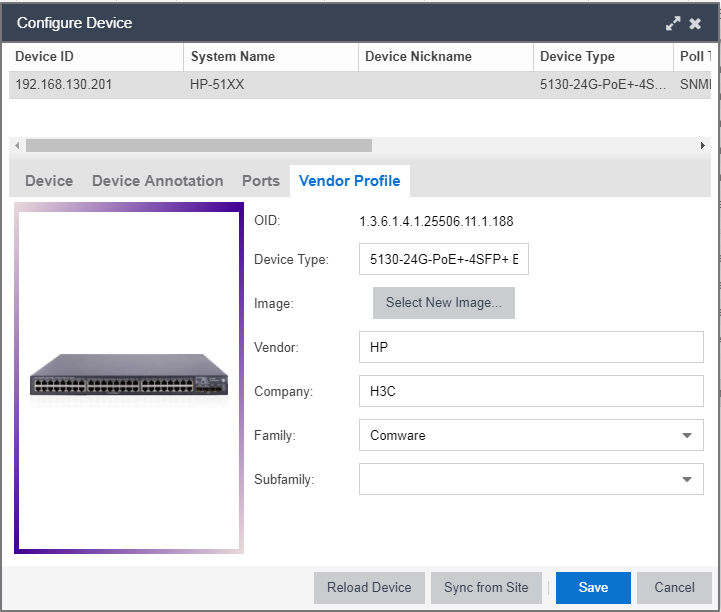 Configure Device
Device ID System Name Device Nickname Device Type Poll T
192.168.130.201 HP-51XX 5130-24G-PoE+-4S... SNM
Device Device Annotation Ports Vendor Profile
OID: 1.3.6.1.4.1.25506.11.1.188
Device Type: 5130-24G-PoE+-4SFP+ E
Image: Select New Image...
Vendor: HP
Company: H3C
Family: Comware
Subfamily:
Reload Device Sync from Site Save Cancel